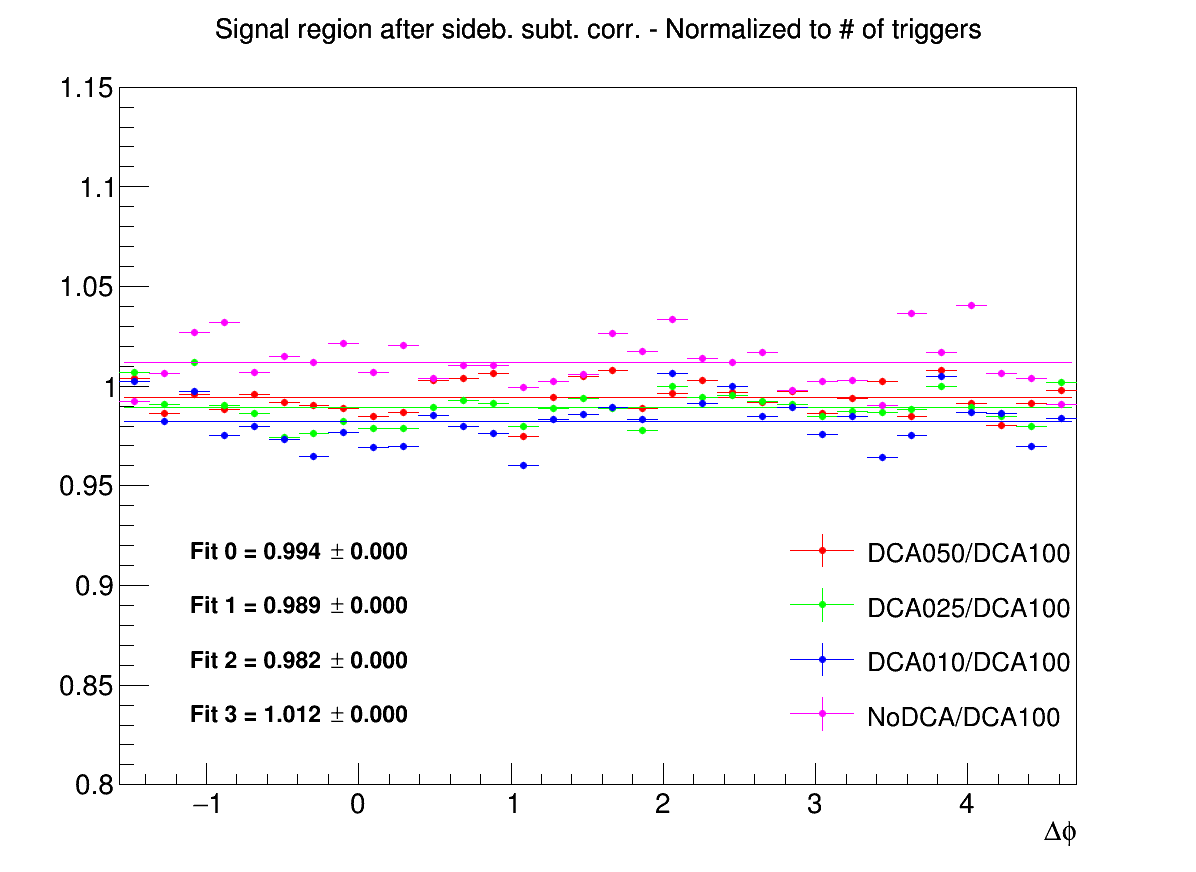 Signal region after sideb. subt. corr. - Normalized to # of triggers
1.15
1.1
1.05
1
0.95
0.9
0.85
0.8
Fit 0 = 0.994 ± 0.000
Fit 1 = 0.989 ± 0.000
Fit 2 = 0.982 ± 0.000
Fit 3 = 1.012 ± 0.000
DCA050/DCA100
DCA025/DCA100
DCA010/DCA100
NoDCA/DCA100
−1 0 1 2 3 4
Δϕ